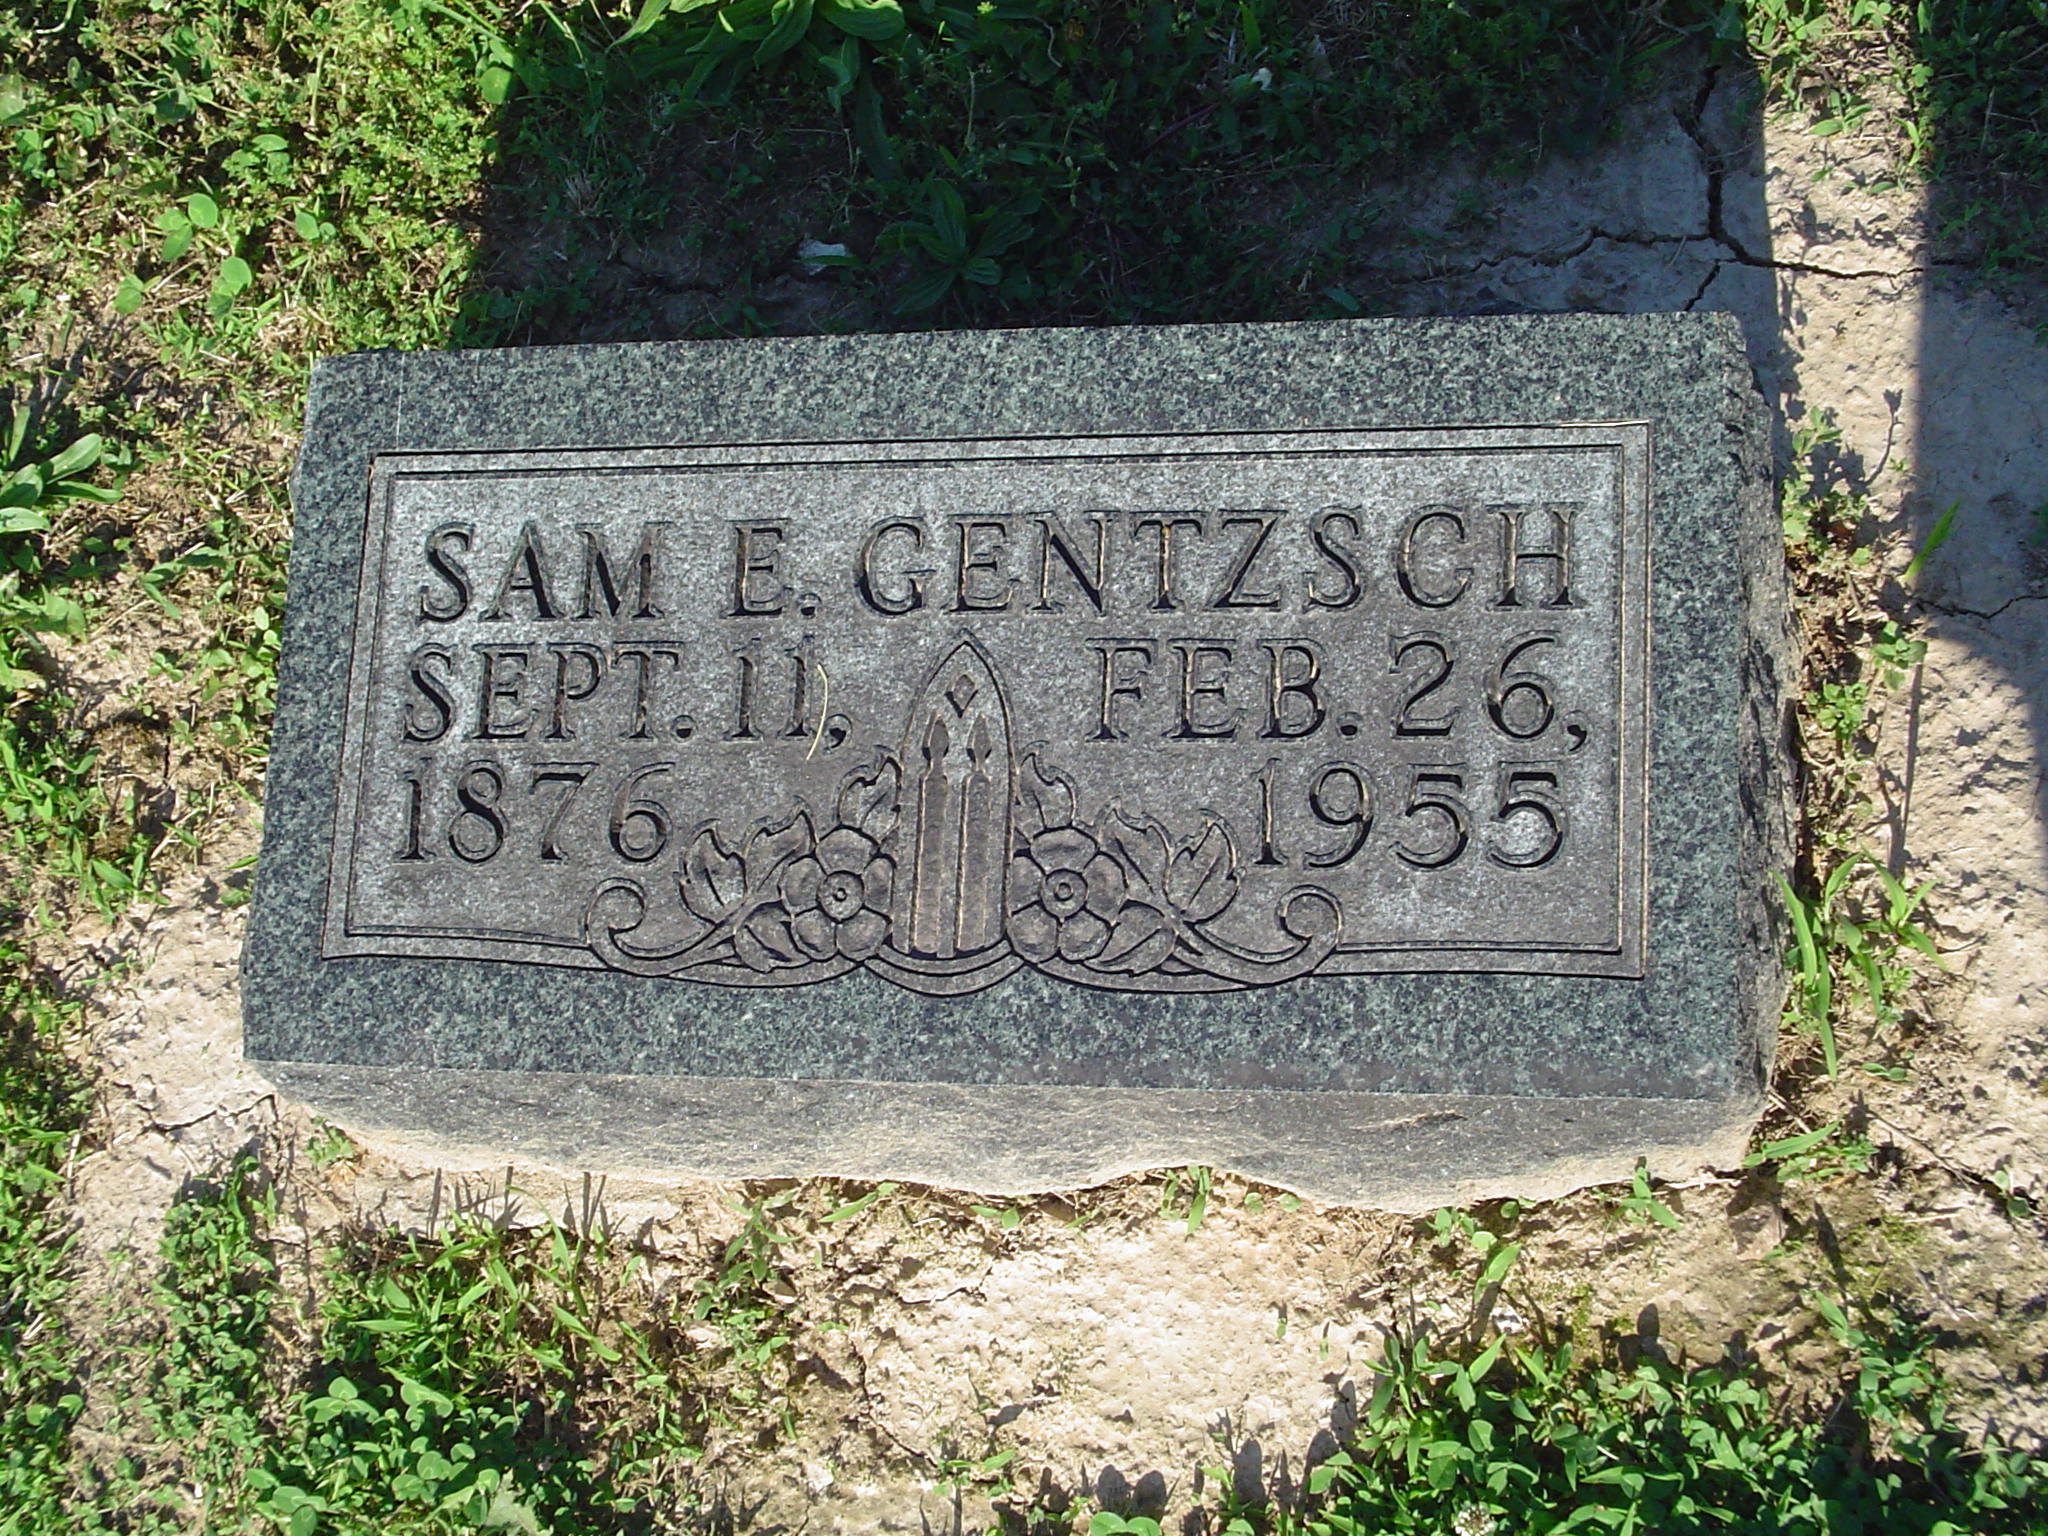 SAM E. GENTZSCH
SEPT. 11, FEB. 26,
1876 1955